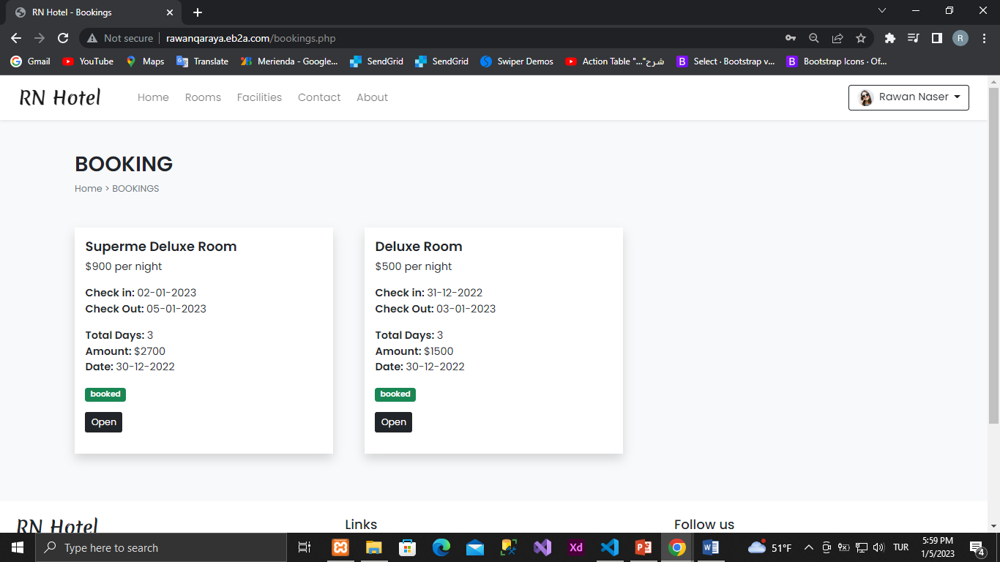 RN Hotel - Bookings
Not secure
rawanqaraya.eb2a.com/bookings.php
R
Gmail
YouTube
Maps
Translate
Merienda - Google...
SendGrid
SendGrid
Swiper Demos
Action Table "..."شرح
B
Select · Bootstrap v...
B
Bootstrap Icons · Of...
RN Hotel
Home
Rooms
Facilities
Contact
About
Rawan Naser
BOOKING
Home > BOOKINGS
Superme Deluxe Room
$900 per night
Check in: 02-01-2023
Check Out: 05-01-2023
Total Days: 3
Amount: $2700
Date: 30-12-2022
booked
Open
Deluxe Room
$500 per night
Check in: 31-12-2022
Check Out: 03-01-2023
Total Days: 3
Amount: $1500
Date: 30-12-2022
booked
Open
RN Hotel
Links
Follow us
Type here to search
Xd
51°F
TUR
5:59 PM
1/5/2023
4